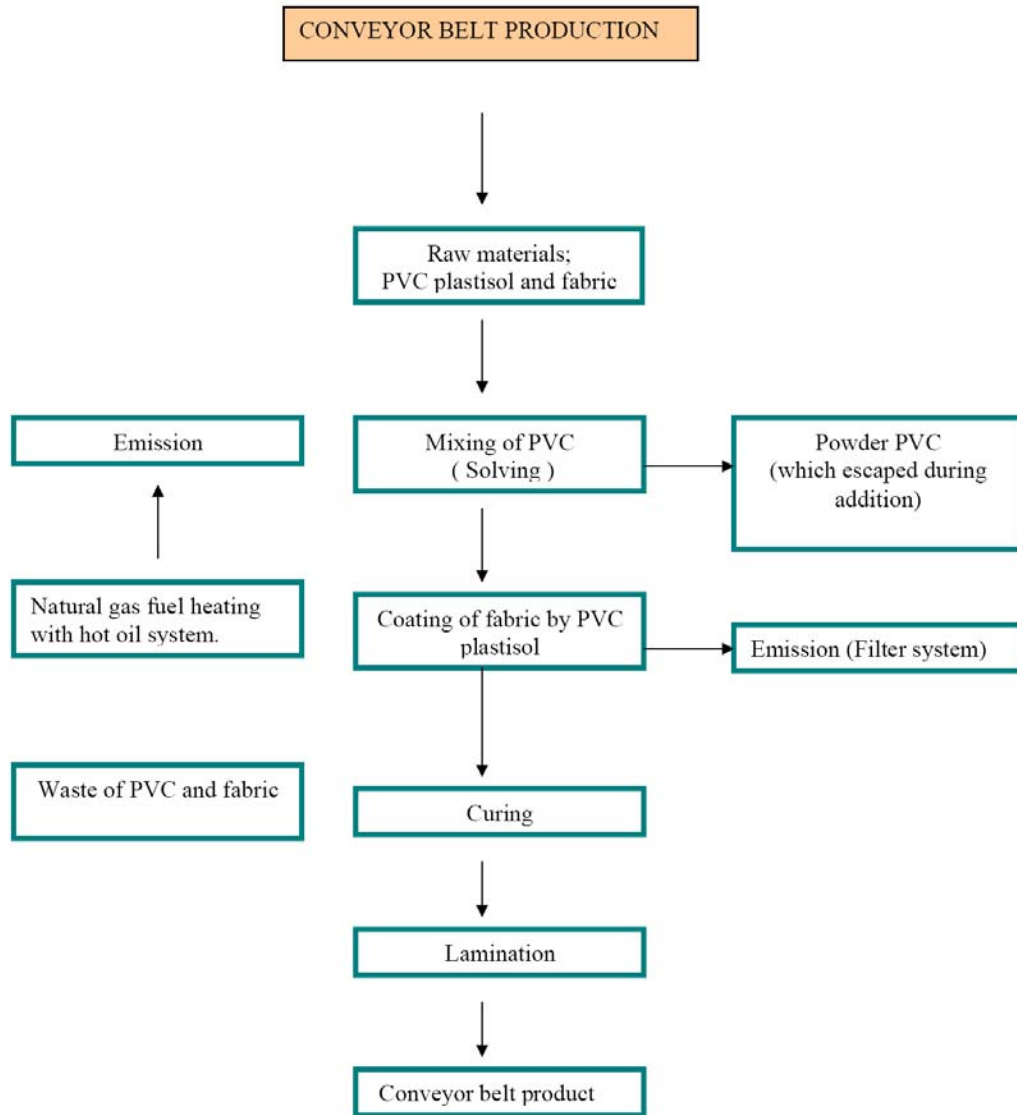 CONVEYOR BELT PRODUCTION
Raw materials;
PVC plastisol and fabric
Emission
Mixing of PVC
( Solving )
Powder PVC
(which escaped during
addition)
Natural gas fuel heating
with hot oil system.
Coating of fabric by PVC
plastisol
Emission (Filter system)
Waste of PVC and fabric
Curing
Lamination
Conveyor belt product